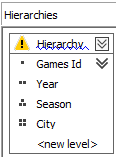 Hierarchies
Hierarchy
Games Id
Year
Season
City
<new level>